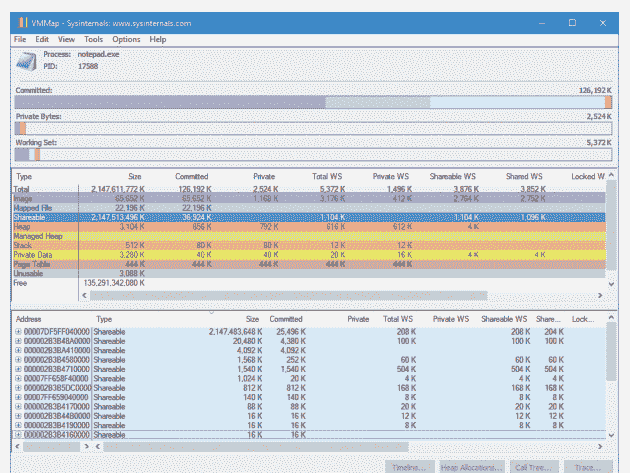 VMMap - Sysinternals: www.sysinternals.com
File Edit View Tools Options Help
Process: notepad.exe
PID: 17588
Committed: 126,192 K
Private Bytes: 2,524 K
Working Set: 5,372 K
Type Size Committed Private Total WS Private WS Shareable WS Shared WS Locked W
Total 2,147,611,772 K 126,192 K 2,524 K 5,372 K 1,496 K 3,876 K 3,852 K
Image 65,652 K 65,652 K 1,168 K 3,176 K 412 K 2,764 K 2,752 K
Mapped File 22,196 K 22,196 K
Shareable 2,147,513,496 K 36,924 K 1,104 K 1,104 K 1,096 K
Heap 3,104 K 856 K 792 K 616 K 612 K 4 K
Managed Heap
Stack 512 K 80 K 80 K 12 K 12 K
Private Data 3,280 K 40 K 40 K 20 K 16 K 4 K 4 K
Page Table 444 K 444 K 444 K 444 K 444 K
Unusable 3,088 K
Free 135,291,342,080 K
Address Type Size Committed Private Total WS Private WS Shareable WS Share... Lock...
00007DF5FF040000 Shareable 2,147,483,648 K 25,496 K 208 K 208 K 204 K
000002B3B48A0000 Shareable 20,480 K 4,380 K 100 K 100 K 100 K
000002B3BA410000 Shareable 4,092 K 4,092 K
000002B3B4580000 Shareable 1,568 K 252 K 60 K 60 K 60 K
000002B3B4710000 Shareable 1,540 K 1,540 K 504 K 504 K 504 K
00007FF658F40000 Shareable 1,024 K 20 K 4 K 4 K 4 K
000002B3B5DC0000 Shareable 812 K 812 K 168 K 168 K 168 K
00007FF659040000 Shareable 140 K 140 K 8 K 8 K 8 K
000002B3B4170000 Shareable 88 K 88 K 20 K 20 K 20 K
000002B3B4480000 Shareable 16 K 16 K 12 K 12 K 12 K
000002B3B4190000 Shareable 16 K 16 K 8 K 8 K 8 K
000002B3B4160000 Shareable 16 K 16 K
Timeline... Heap Allocations... Call Tree... Trace...